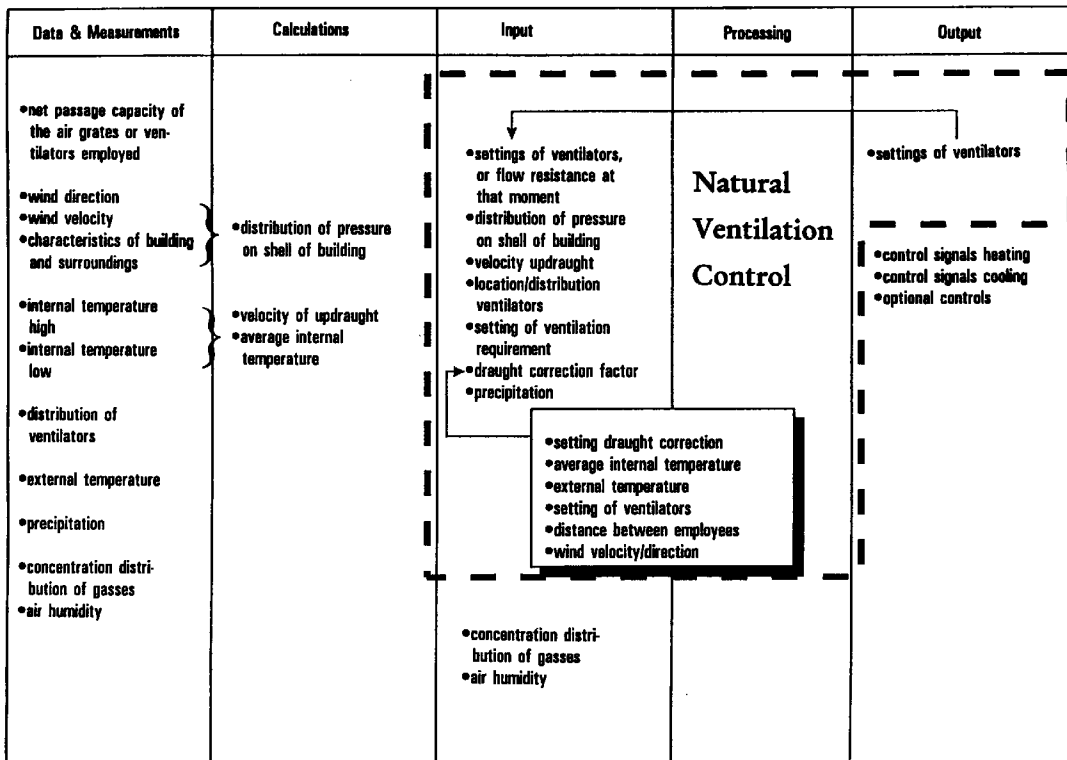 Data & Measurements
Calculations
Input
Processing
Output
•net passage capacity of
the air grates or ven-
tilators employed
•wind direction
•wind velocity
•characteristics of building
and surroundings
•internal temperature
high
•internal temperature
low
•distribution of
ventilators
•external temperature
•precipitation
•concentration distri-
bution of gasses
•air humidity
•distribution of pressure
on shell of building
•velocity of updraught
•average internal
temperature
•settings of ventilators,
or flow resistance at
that moment
•distribution of pressure
on shell of building
•velocity updraught
•location/distribution
ventilators
•setting of ventilation
requirement
•draught correction factor
•precipitation
•setting draught correction
•average internal temperature
•external temperature
•setting of ventilators
•distance between employees
•wind velocity/direction
•concentration distri-
bution of gasses
•air humidity
Natural
Ventilation
Control
•settings of ventilators
•control signals heating
•control signals cooling
•optional controls